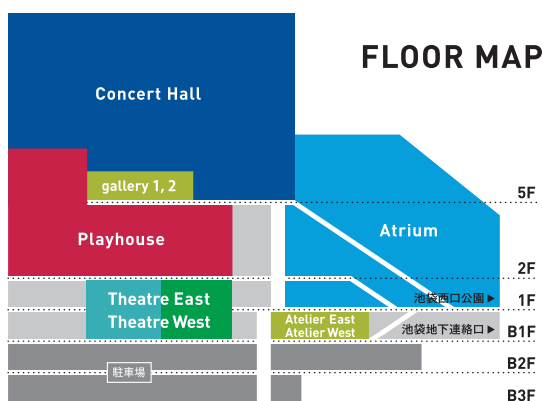 FLOOR MAP
Concert Hall
gallery 1, 2
5F
Playhouse
Atrium
2F
Theatre East
Theatre West
池袋西口公園 ▶
1F
Atelier East
Atelier West
池袋地下連絡口 ▶
B1F
B2F
駐車場
B3F